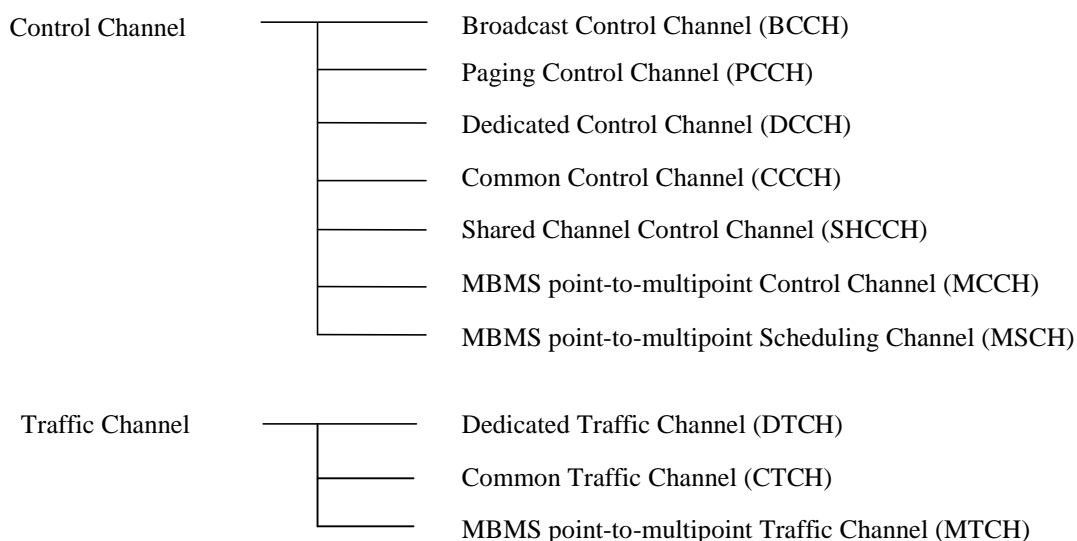 Control Channel
Broadcast Control Channel (BCCH)
Paging Control Channel (PCCH)
Dedicated Control Channel (DCCH)
Common Control Channel (CCCH)
Shared Channel Control Channel (SHCCH)
MBMS point-to-multipoint Control Channel (MCCH)
MBMS point-to-multipoint Scheduling Channel (MSCH)
Traffic Channel
Dedicated Traffic Channel (DTCH)
Common Traffic Channel (CTCH)
MBMS point-to-multipoint Traffic Channel (MTCH)